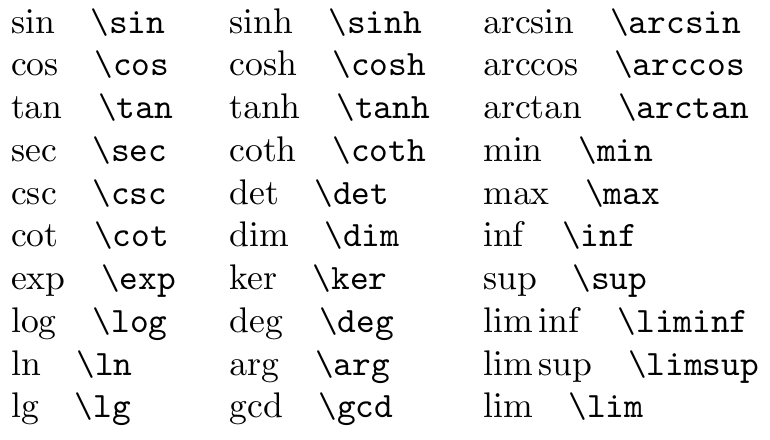 sin \sin sinh \sinh arcsin \arcsin
cos \cos cosh \cosh arccos \arccos
tan \tan tanh \tanh arctan \arctan
sec \sec coth \coth min \min
csc \csc det \det max \max
cot \cot dim \dim inf \inf
exp \exp ker \ker sup \sup
log \log deg \deg lim inf \liminf
ln \ln arg \arg lim sup \limsup
lg \lg gcd \gcd lim \lim